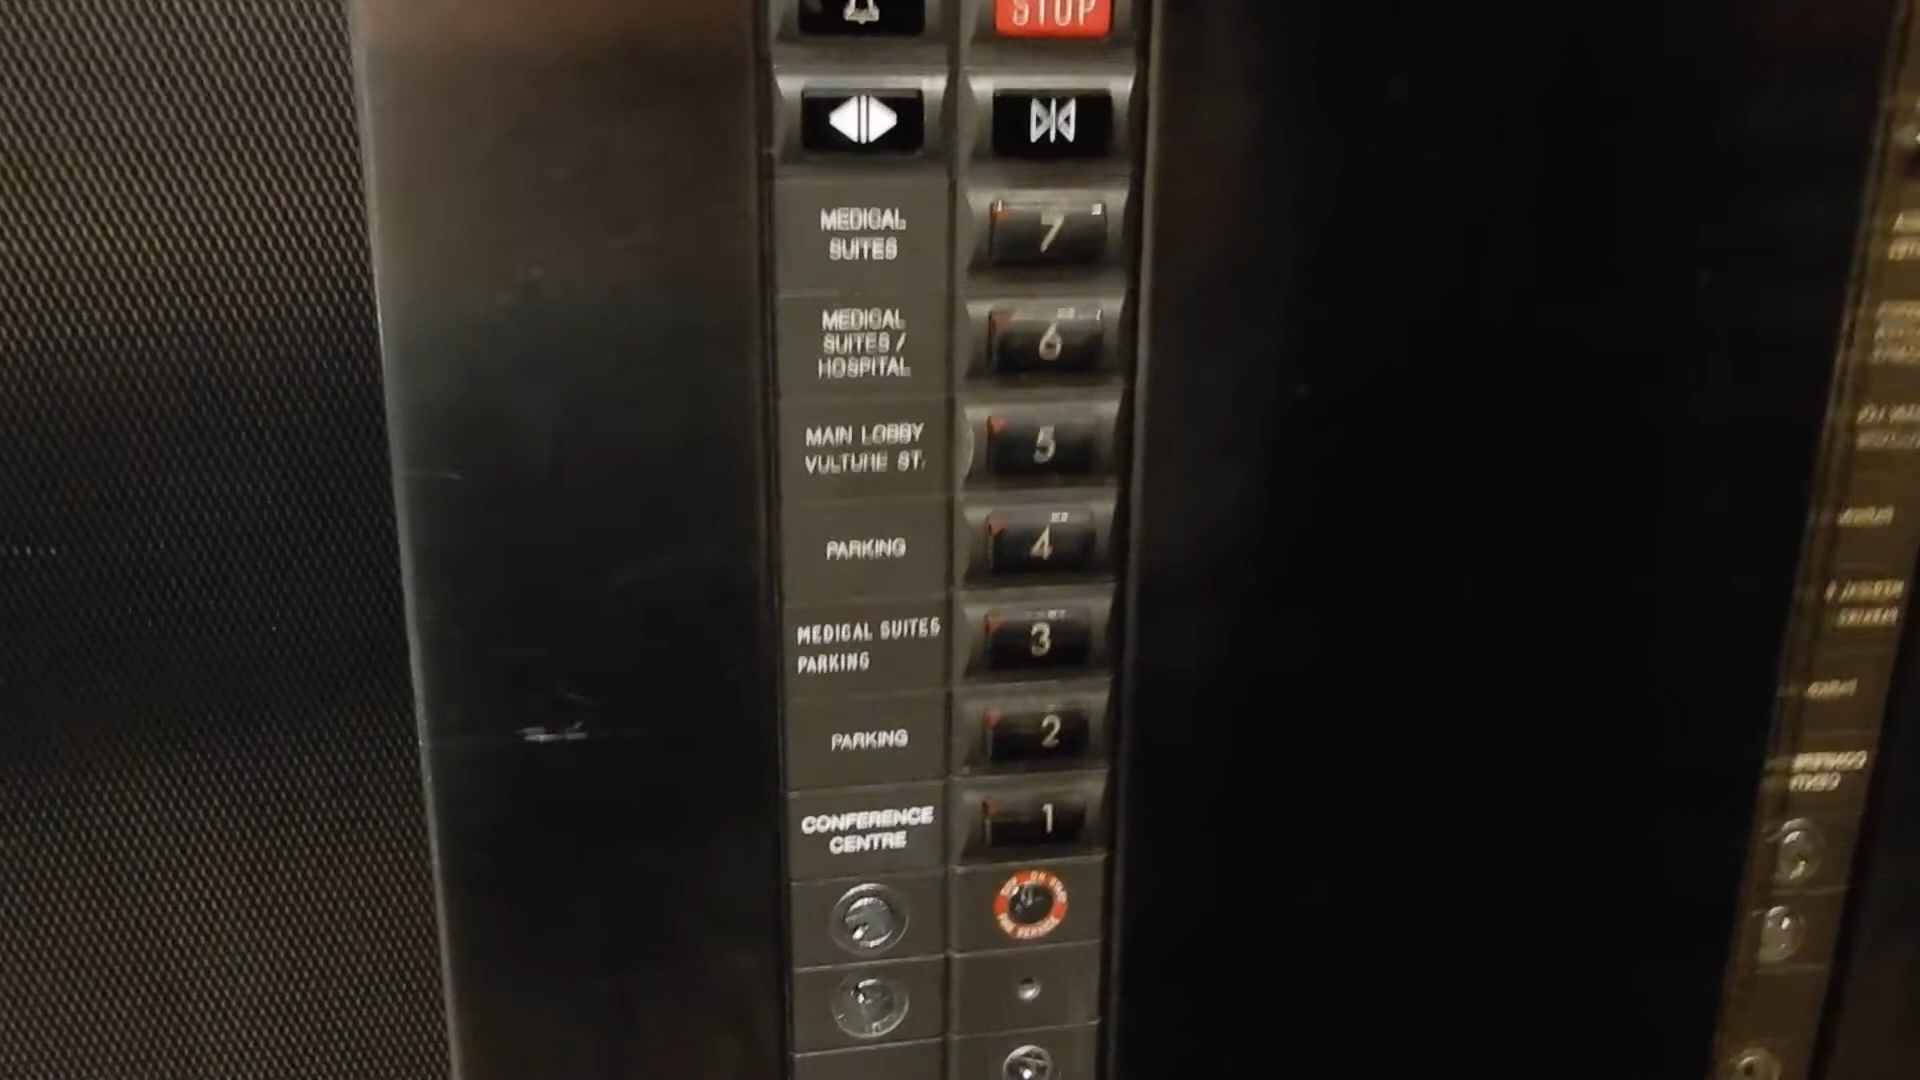 STOP
MEDICAL
SUITES
7
MEDICAL
SUITES /
HOSPITAL
6
MAIN LOBBY
VULTURE ST.
5
PARKING
4
MEDICAL SUITES
PARKING
3
PARKING
2
CONFERENCE
CENTRE
1